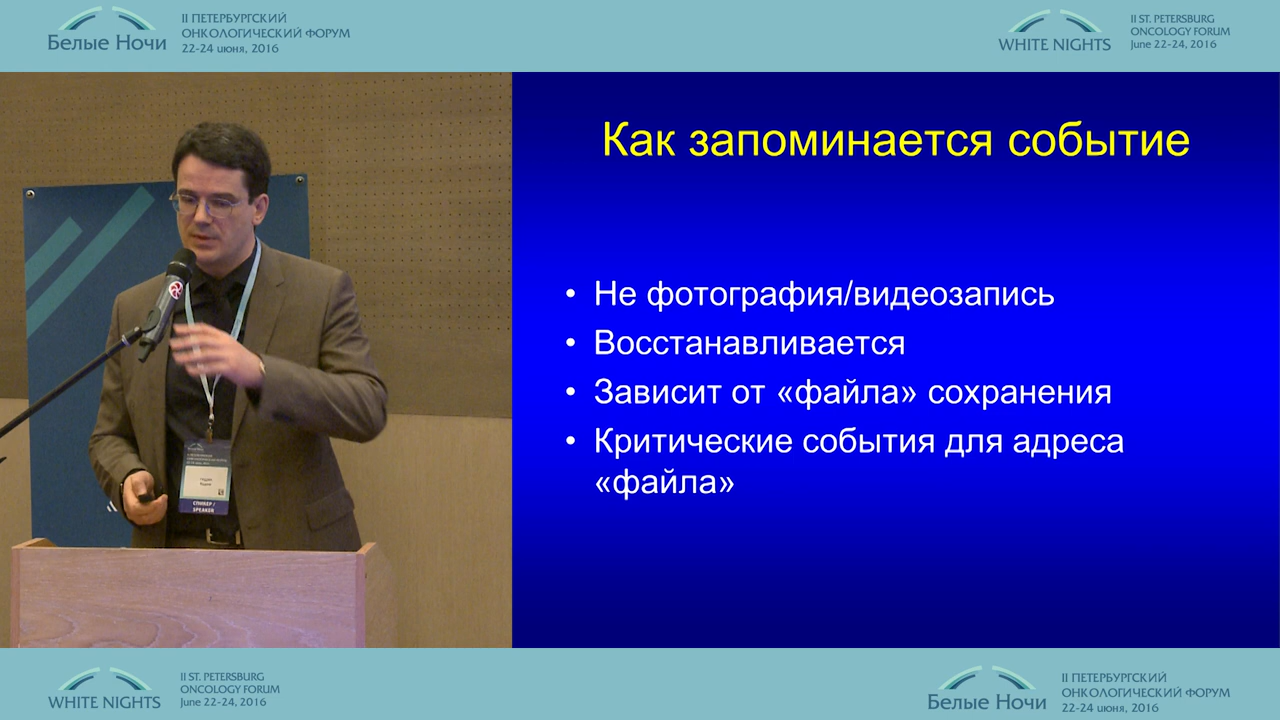 II ПЕТЕРБУРГСКИЙ
ОНКОЛОГИЧЕСКИЙ ФОРУМ
22-24 июня, 2016
Белые Ночи
WHITE NIGHTS
II ST. PETERSBURG
ONCOLOGY FORUM
June 22-24, 2016
Как запоминается событие
• Не фотография/видеозапись
• Восстанавливается
• Зависит от «файла» сохранения
• Критические события для адреса
«файла»
СПИКЕР /
SPEAKER
WHITE NIGHTS
II ST. PETERSBURG
ONCOLOGY FORUM
June 22-24, 2016
Белые Ночи
II ПЕТЕРБУРГСКИЙ
ОНКОЛОГИЧЕСКИЙ ФОРУМ
22-24 июня, 2016